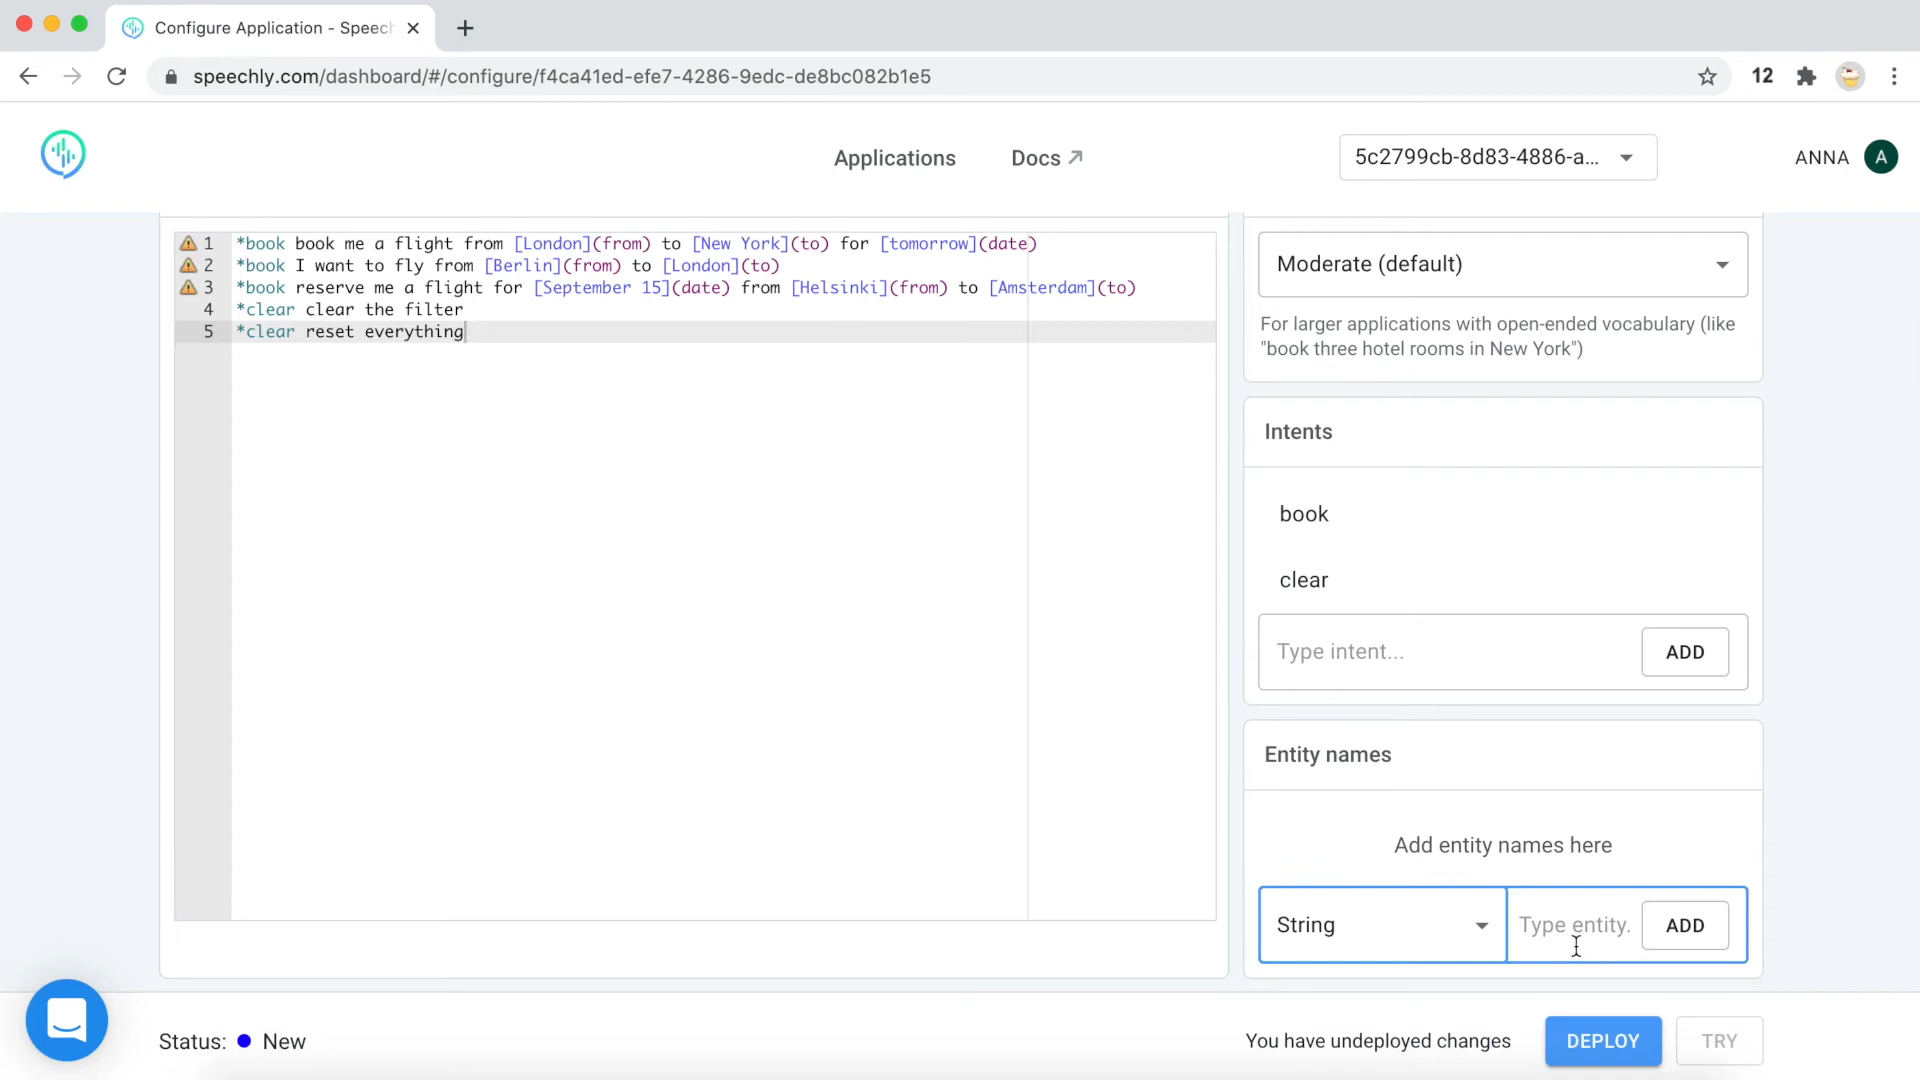 Configure Application - Speech
speechly.com/dashboard/#/configure/f4ca41ed-efe7-4286-9edc-de8bc082b1e5
12
Applications
Docs
5c2799cb-8d83-4886-a...
ANNA
A
1 *book book me a flight from [London](from) to [New York](to) for [tomorrow](date)
2 *book I want to fly from [Berlin](from) to [London](to)
3 *book reserve me a flight for [September 15](date) from [Helsinki](from) to [Amsterdam](to)
4 *clear clear the filter
5 *clear reset everything
Moderate (default)
For larger applications with open-ended vocabulary (like
"book three hotel rooms in New York")
Intents
book
clear
Type intent...
ADD
Entity names
Add entity names here
String
Type entity.
ADD
Status: New
You have undeployed changes
DEPLOY
TRY